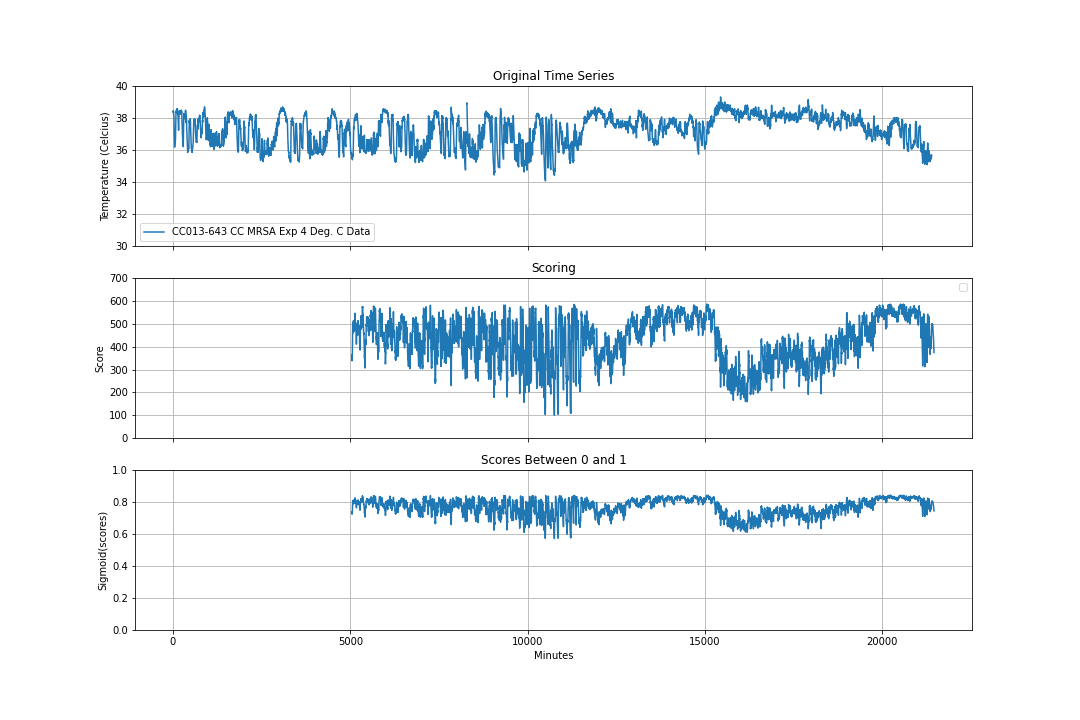 Original Time Series
40
38
36
34
32
30
Temperature (Celcius)
CC013-643 CC MRSA Exp 4 Deg. C Data
Scoring
700
600
500
400
300
200
100
0
Score
Scores Between 0 and 1
1.0
0.8
0.6
0.4
0.2
0.0
Sigmoid(scores)
0 5000 10000 15000 20000
Minutes